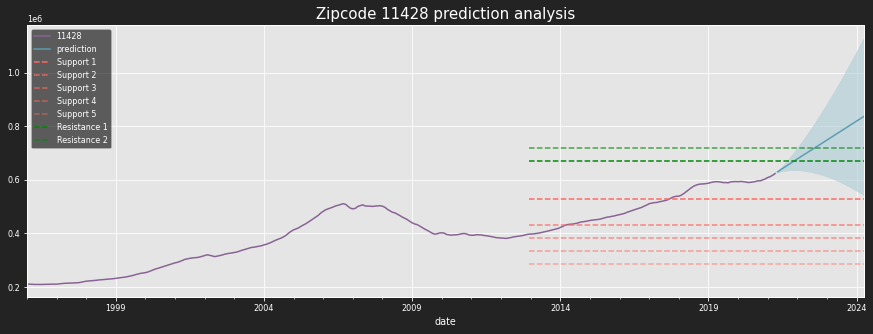 Zipcode 11428 prediction analysis
1e6
11428
prediction
Support 1
Support 2
Support 3
Support 4
Support 5
Resistance 1
Resistance 2
1.0
0.8
0.6
0.4
0.2
1999 2004 2009 2014 2019 2024
date